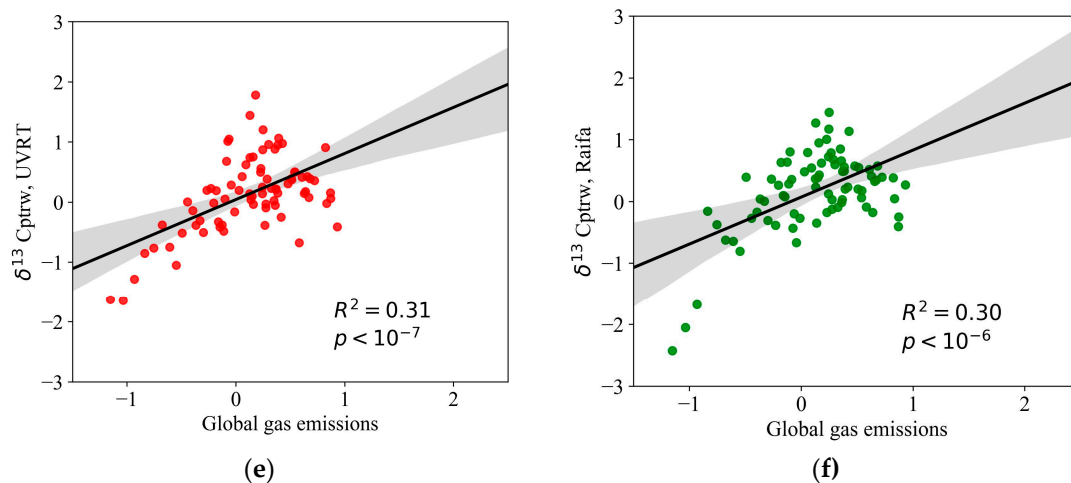 3
2
1
0
−1
−2
−3
δ¹³ Cptrw, UVRT
R² = 0.31
p < 10⁻⁷
−1 0 1 2
Global gas emissions
(e)
3
2
1
0
−1
−2
−3
δ¹³ Cptrw, Raifa
R² = 0.30
p < 10⁻⁶
−1 0 1 2
Global gas emissions
(f)